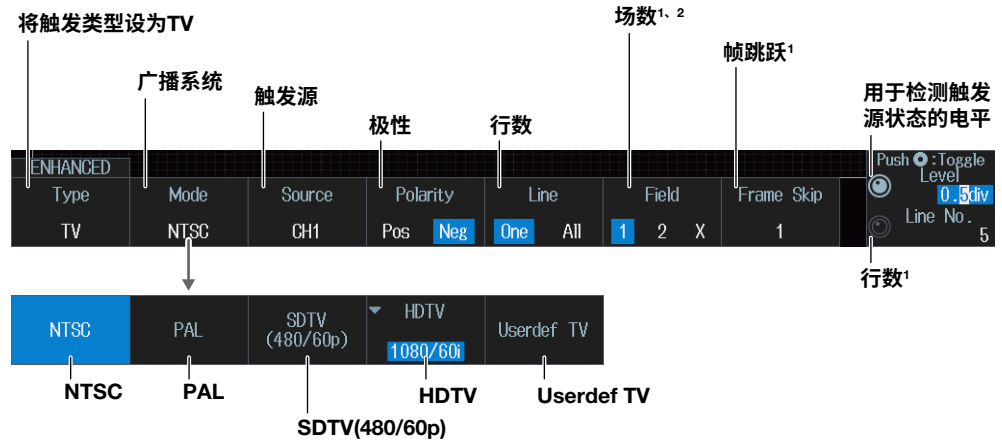 将触发类型设为TV
广播系统
触发源
极性
行数
场数1、2
帧跳跃1
用于检测触发
源状态的电平
ENHANCED
Type
TV
Mode
NTSC
Source
CH1
Polarity
Pos Neg
Line
One All
Field
1 2 X
Frame Skip
1
Push :Toggle
Level
0.5div
Line No.
5
行数1
NTSC
PAL
SDTV
(480/60p)
HDTV
1080/60i
Userdef TV
NTSC
PAL
SDTV(480/60p)
HDTV
Userdef TV